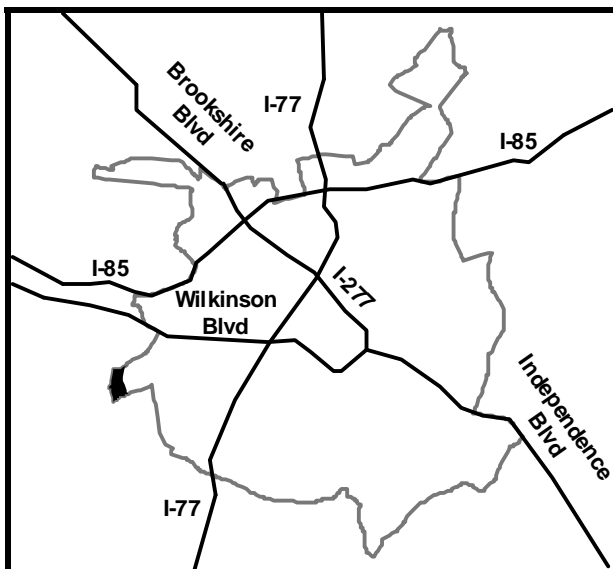 I-77
Brookshire
Blvd
I-85
I-85
Wilkinson
Blvd
I-277
Independence
Blvd
I-77